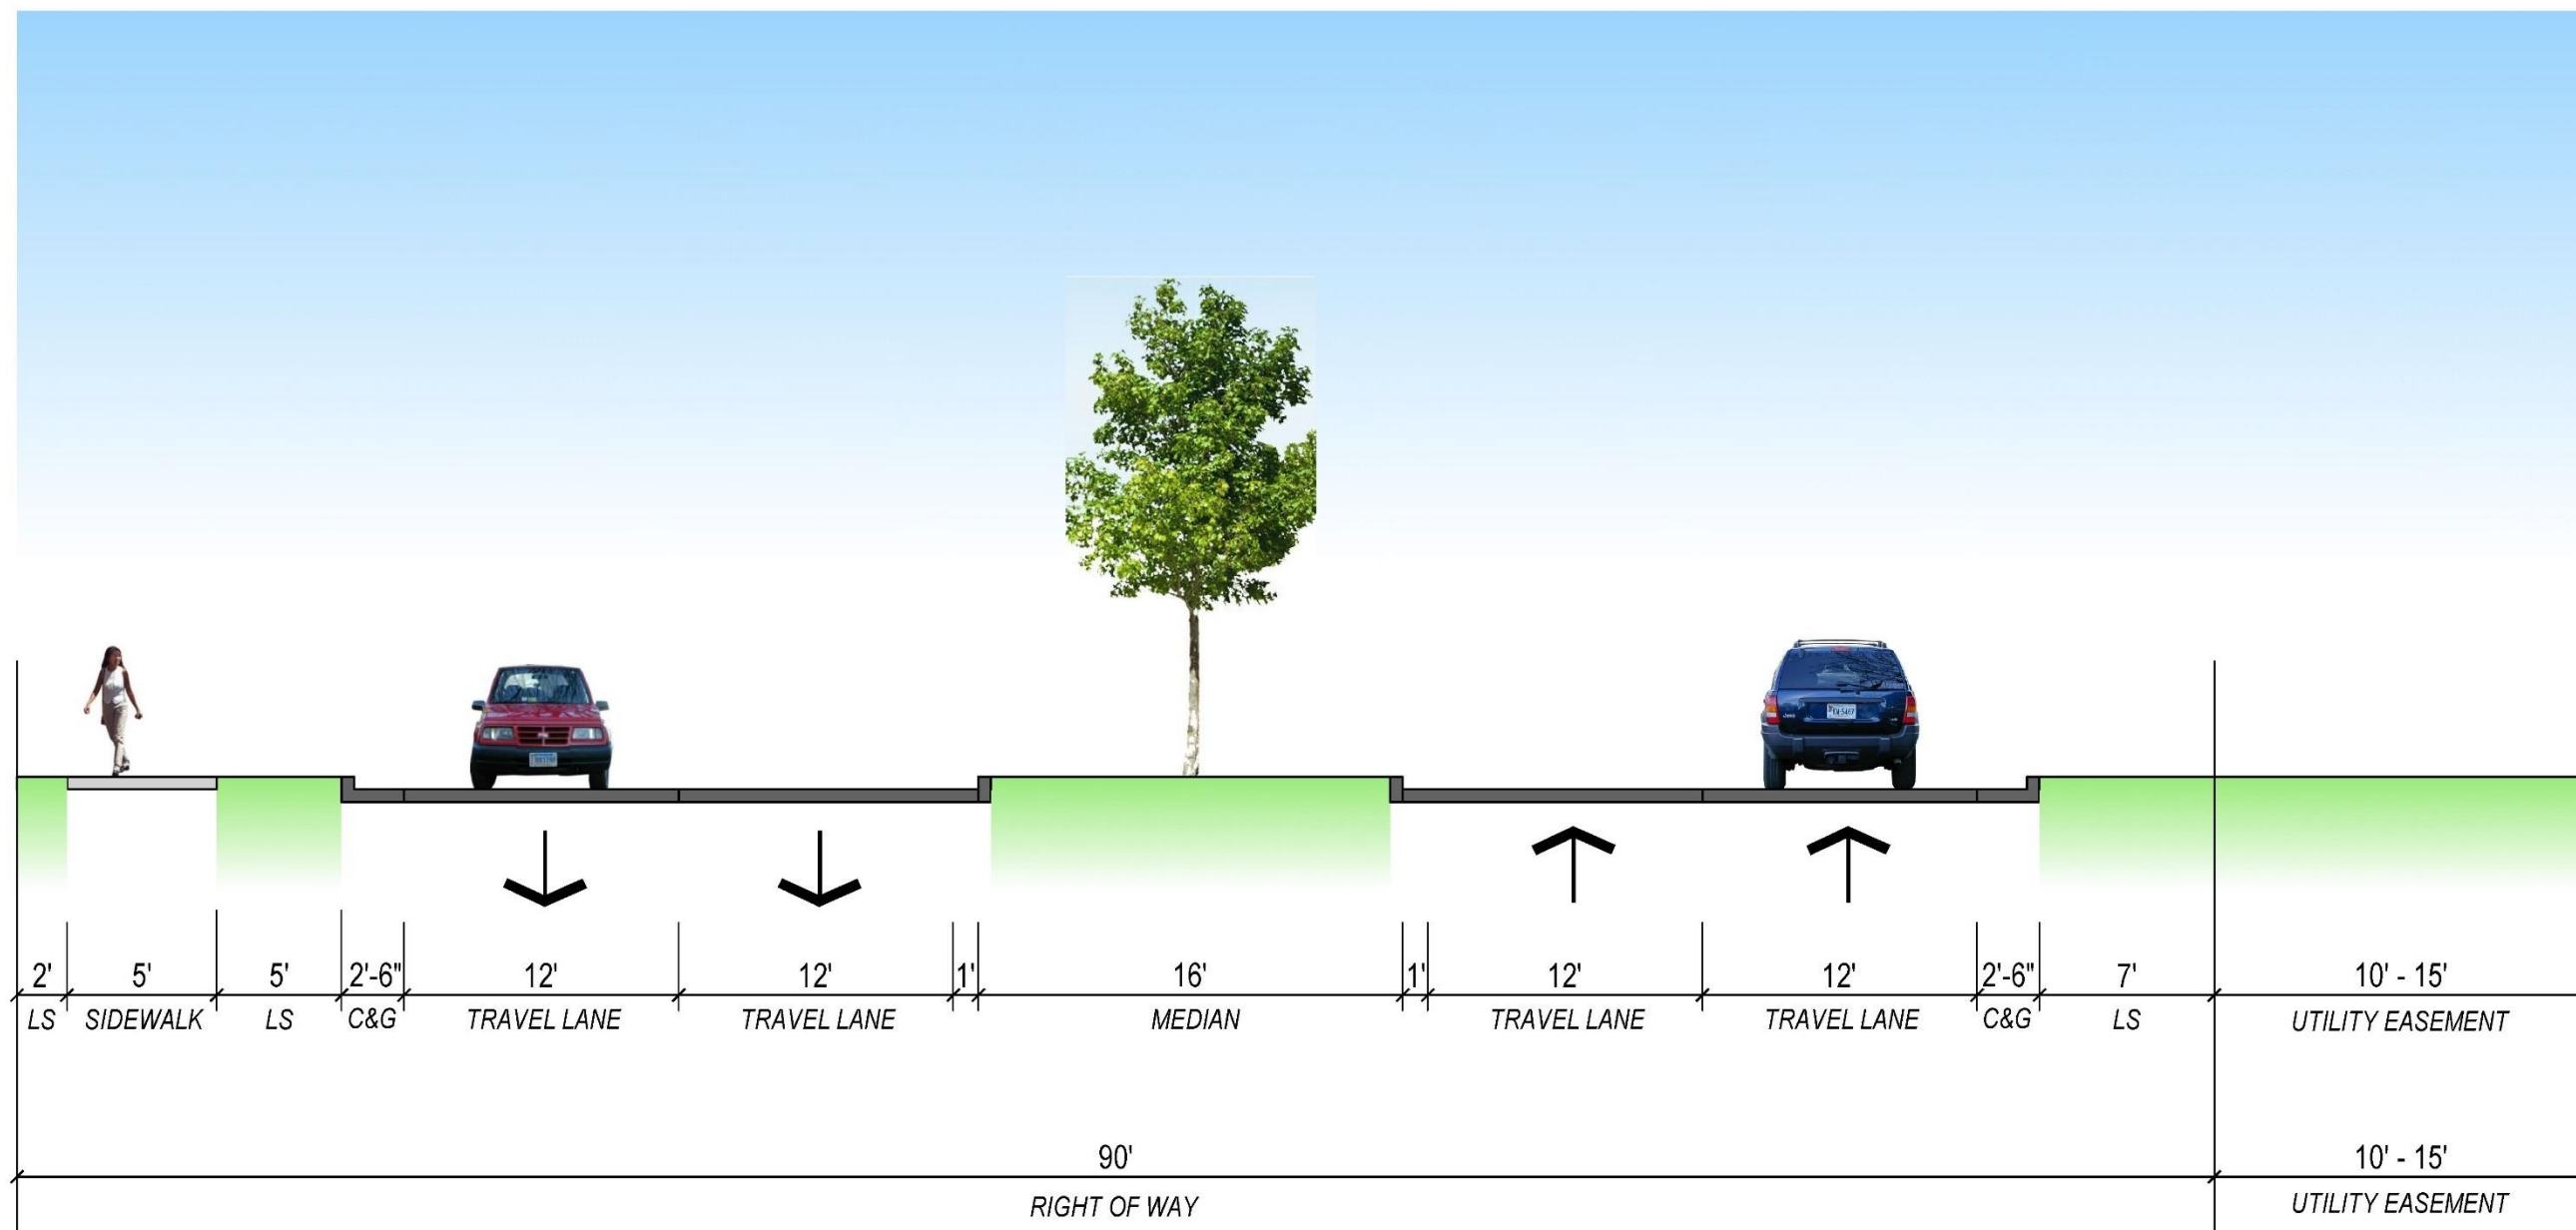 2' 5' 5' 2'-6" 12' 12' 1' 16' 1' 12' 12' 2'-6" 7' 10' - 15'
LS SIDEWALK LS C&G TRAVEL LANE TRAVEL LANE MEDIAN TRAVEL LANE TRAVEL LANE C&G LS UTILITY EASEMENT
90' 10' - 15'
RIGHT OF WAY UTILITY EASEMENT